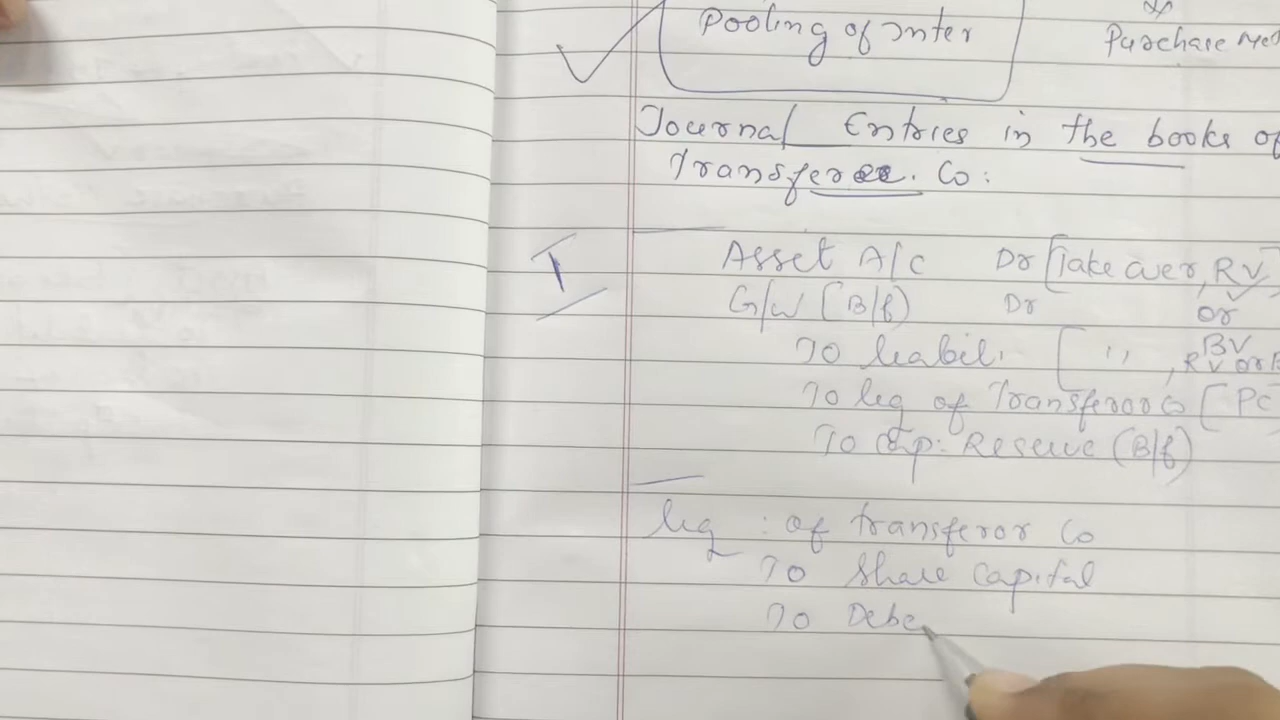 Pooling of Inter
Purchase Met
Journal Entries in the books of
Transferee. Co:
I
Asset A/c Dr [Take over, RV
G/w (B/f) Dr or
BV
To liabil. [ ,, , RV or B
To liq of Transferor Co [PC]
To Cap: Reserve (B/f)
liq : of transferor Co
To Share Capital
To Debe